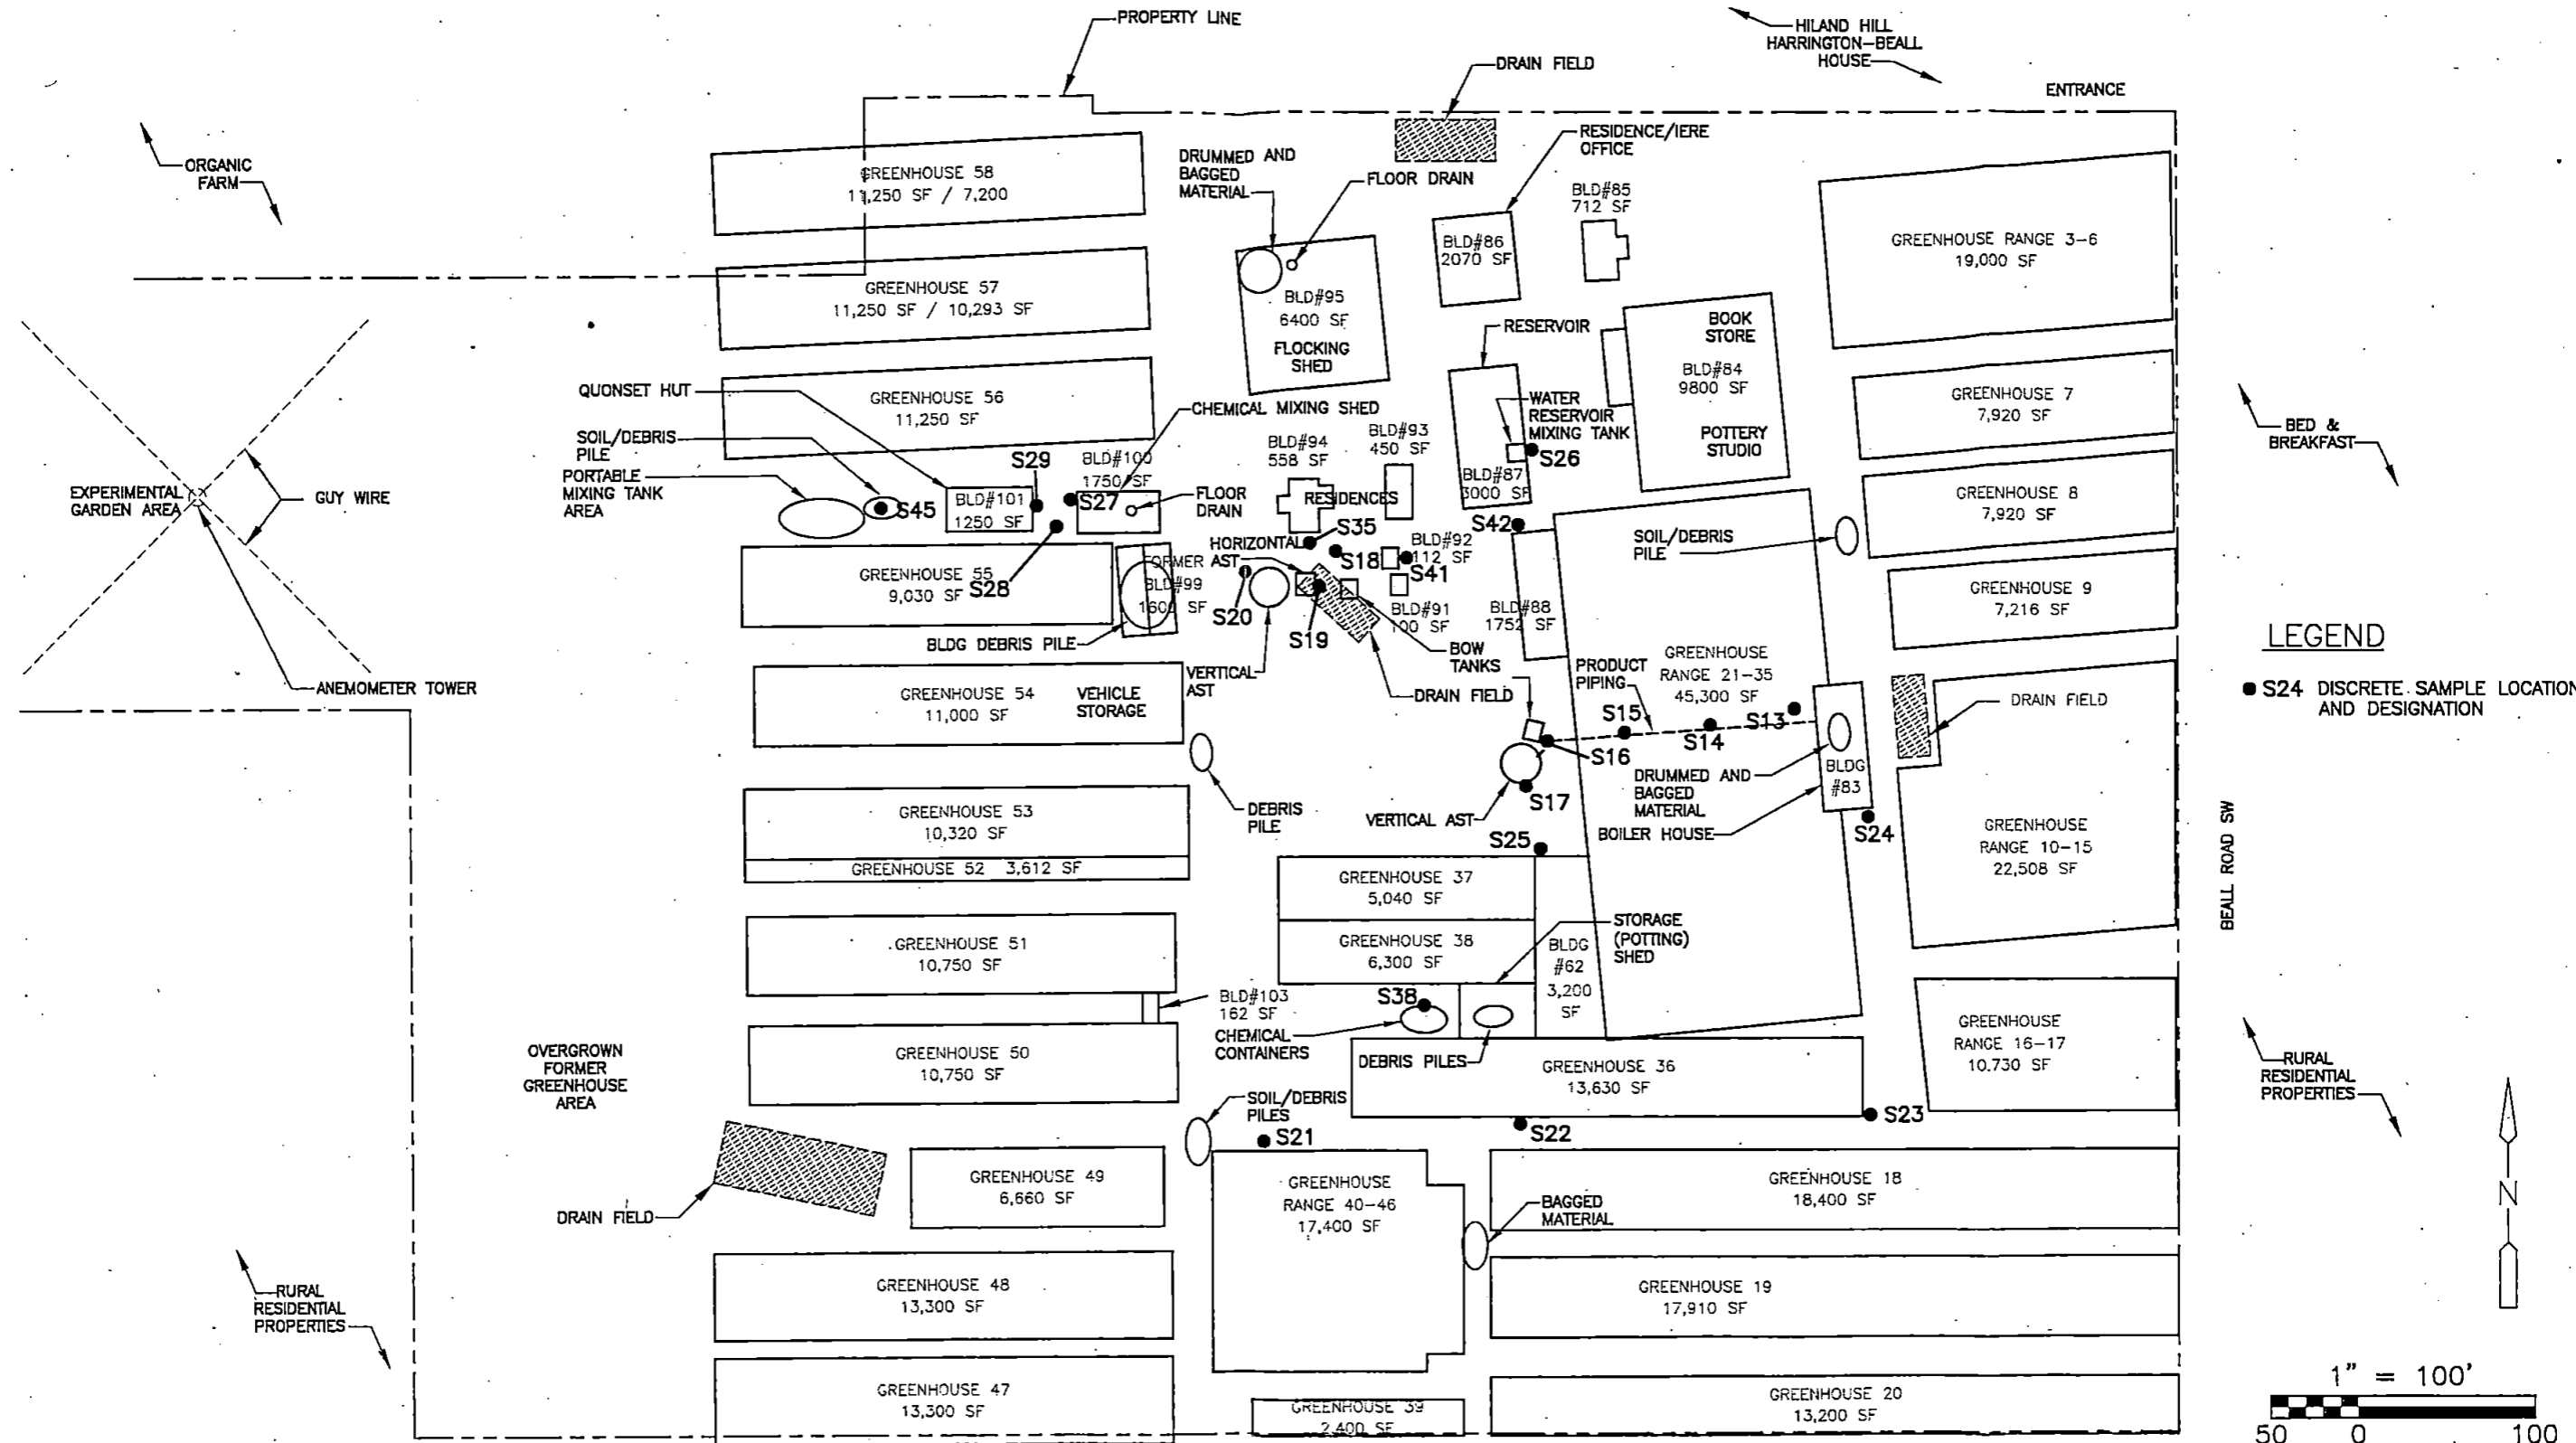 PROPERTY LINE
HILAND HILL
HARRINGTON-BEALL
HOUSE
DRAIN FIELD
ENTRANCE
ORGANIC
FARM
GREENHOUSE 58
11,250 SF / 7,200
DRUMMED AND
BAGGED
MATERIAL
FLOOR DRAIN
RESIDENCE/IERE
OFFICE
BLD#85
712 SF
BLD#86
2070 SF
GREENHOUSE RANGE 3-6
19,000 SF
GREENHOUSE 57
11,250 SF / 10,293 SF
BLD#95
6400 SF
FLOCKING
SHED
RESERVOIR
BOOK
STORE
BLD#84
9800 SF
POTTERY
STUDIO
GREENHOUSE 7
7,920 SF
BED &
BREAKFAST
QUONSET HUT
GREENHOUSE 56
11,250 SF
CHEMICAL MIXING SHED
WATER
RESERVOIR
MIXING TANK
S26
BLD#87
3000 SF
SOIL/DEBRIS
PILE
PORTABLE
MIXING TANK
AREA
S45
BLD#101
1250 SF
S29
BLD#100
1750 SF
S27
FLOOR
DRAIN
BLD#94
558 SF
BLD#93
450 SF
RESIDENCES
S35
S42
GREENHOUSE 8
7,920 SF
EXPERIMENTAL
GARDEN AREA
GUY WIRE
SOIL/DEBRIS
PILE
HORIZONTAL
AST
S18
BLD#92
112 SF
S41
GREENHOUSE 55
9,030 SF
S28
FORMER
BLD#99
1600 SF
S20
S19
BLD#91
100 SF
BLD#88
1752 SF
GREENHOUSE 9
7,216 SF
BLDG DEBRIS PILE
VERTICAL
AST
BOW
TANKS
DRAIN FIELD
PRODUCT
PIPING
GREENHOUSE
RANGE 21-35
45,300 SF
LEGEND
S24 DISCRETE SAMPLE LOCATION
AND DESIGNATION
ANEMOMETER TOWER
GREENHOUSE 54
11,000 SF
VEHICLE
STORAGE
DRAIN FIELD
S15
S14
S13
S16
S17
DRUMMED AND
BAGGED
MATERIAL
BLDG
#83
BOILER HOUSE
S24
VERTICAL AST
S25
DEBRIS
PILE
GREENHOUSE 53
10,320 SF
GREENHOUSE 52 3,612 SF
GREENHOUSE
RANGE 10-15
22,508 SF
BEALL ROAD SW
GREENHOUSE 37
5,040 SF
GREENHOUSE 38
6,300 SF
STORAGE
(POTTING)
SHED
BLDG
#62
3,200
SF
GREENHOUSE 51
10,750 SF
BLD#103
162 SF
S38
CHEMICAL
CONTAINERS
DEBRIS PILES
GREENHOUSE
RANGE 16-17
10,730 SF
OVERGROWN
FORMER
GREENHOUSE
AREA
GREENHOUSE 50
10,750 SF
GREENHOUSE 36
13,630 SF
RURAL
RESIDENTIAL
PROPERTIES
SOIL/DEBRIS
PILES
S21
S22
S23
DRAIN FIELD
GREENHOUSE 49
6,660 SF
GREENHOUSE
RANGE 40-46
17,400 SF
BAGGED
MATERIAL
GREENHOUSE 18
18,400 SF
N
RURAL
RESIDENTIAL
PROPERTIES
GREENHOUSE 48
13,300 SF
GREENHOUSE 19
17,910 SF
GREENHOUSE 47
13,300 SF
GREENHOUSE 39
2,400 SF
GREENHOUSE 20
13,200 SF
1" = 100'
50 0 100